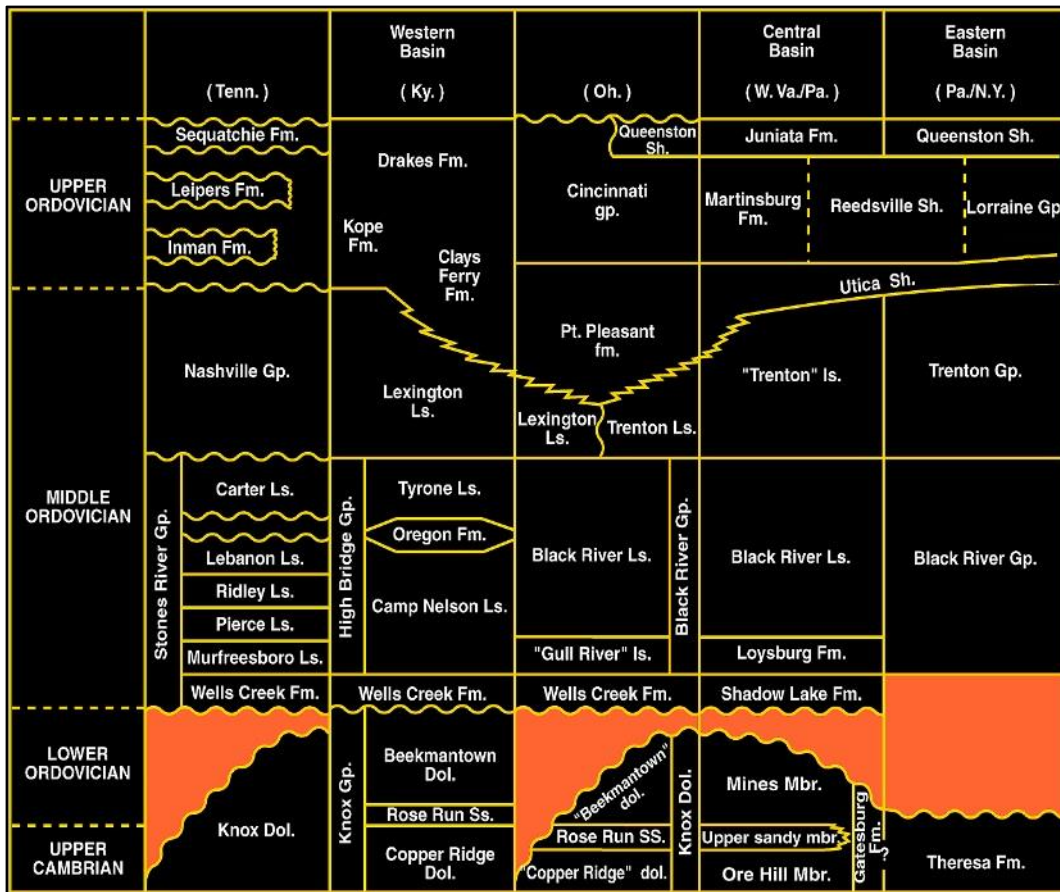 Western
Basin
Central
Basin
Eastern
Basin
( Tenn. )
( Ky. )
( Oh. )
( W. Va./Pa. )
( Pa./N.Y. )
UPPER
ORDOVICIAN
Sequatchie Fm.
Leipers Fm.
Inman Fm.
Drakes Fm.
Kope
Fm.
Clays
Ferry
Fm.
Queenston
Sh.
Cincinnati
gp.
Juniata Fm.
Queenston Sh.
Martinsburg
Fm.
Reedsville Sh.
Lorraine Gp.
Utica Sh.
MIDDLE
ORDOVICIAN
Nashville Gp.
Lexington
Ls.
Pt. Pleasant
fm.
Lexington
Ls.
Trenton Ls.
"Trenton" ls.
Trenton Gp.
Stones River Gp.
Carter Ls.
Lebanon Ls.
Ridley Ls.
Pierce Ls.
Murfreesboro Ls.
Wells Creek Fm.
High Bridge Gp.
Tyrone Ls.
Oregon Fm.
Camp Nelson Ls.
Wells Creek Fm.
Black River Ls.
"Gull River" ls.
Black River Gp.
Wells Creek Fm.
Black River Ls.
Loysburg Fm.
Shadow Lake Fm.
Black River Gp.
LOWER
ORDOVICIAN
UPPER
CAMBRIAN
Knox Dol.
Knox Gp.
Beekmantown
Dol.
Rose Run Ss.
Copper Ridge
Dol.
"Beekmantown"
dol.
Rose Run SS.
"Copper Ridge" dol.
Knox Dol.
Mines Mbr.
Upper sandy mbr.
Ore Hill Mbr.
Gatesburg
Fm.
?
Theresa Fm.